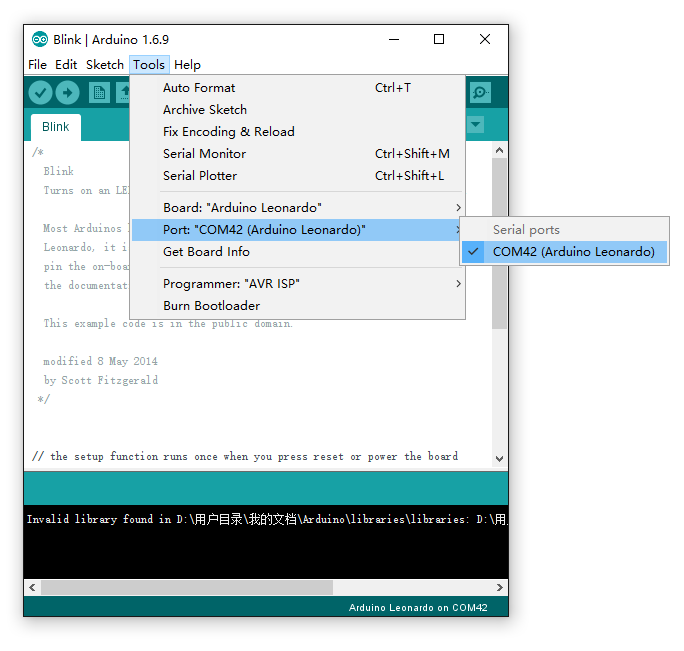 Blink | Arduino 1.6.9
File Edit Sketch Tools Help
Auto Format Ctrl+T
Archive Sketch
Fix Encoding & Reload
Serial Monitor Ctrl+Shift+M
Serial Plotter Ctrl+Shift+L
Board: "Arduino Leonardo"
Port: "COM42 (Arduino Leonardo)"
Get Board Info
Programmer: "AVR ISP"
Burn Bootloader
Serial ports
COM42 (Arduino Leonardo)
Blink
/*
Blink
Turns on an LE
Most Arduinos
Leonardo, it i
pin the on-boa
the documentat
This example code is in the public domain.
modified 8 May 2014
by Scott Fitzgerald
*/
// the setup function runs once when you press reset or power the board
Invalid library found in D:\用户目录\我的文档\Arduino\libraries\libraries: D:\用
Arduino Leonardo on COM42